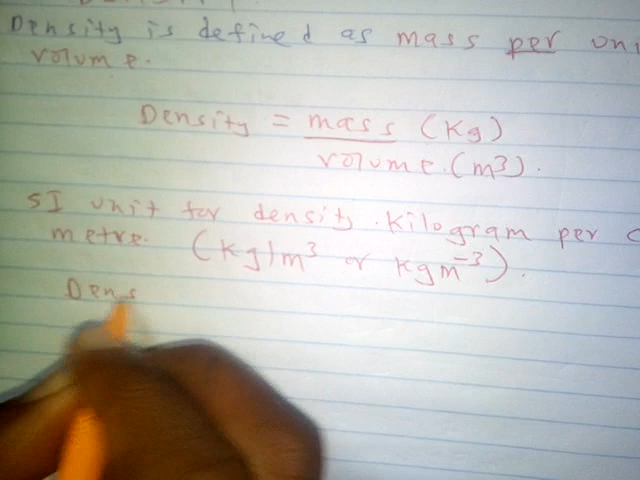 Density is defined as mass per uni
volume.
Density = mass (Kg)
volume. (m3).
SI unit for density. Kilogram per c
metre. (Kg/m³ or Kgm⁻³).
Dens